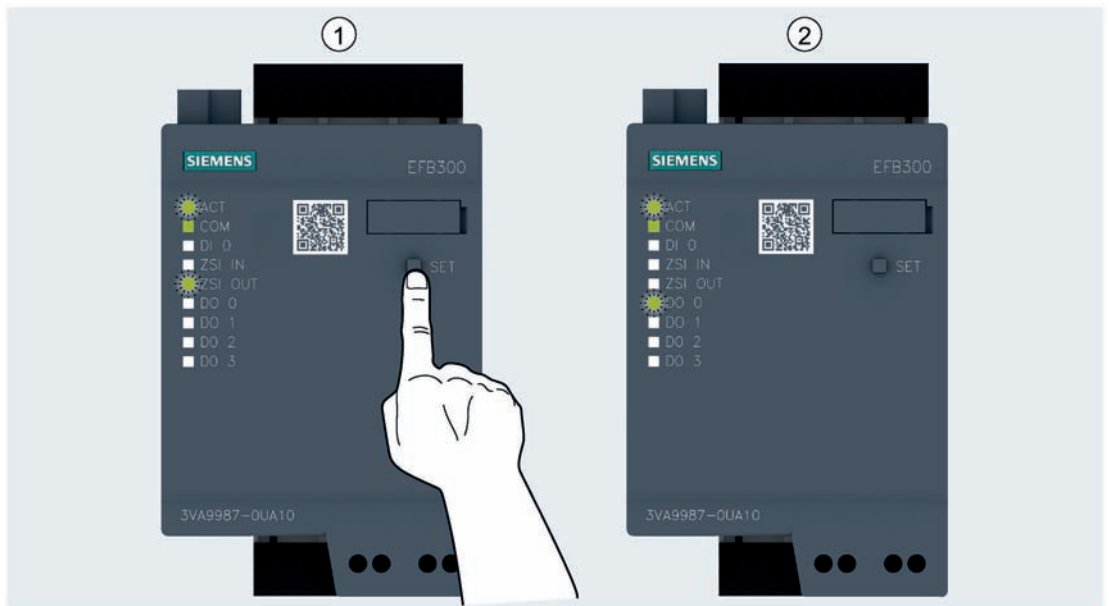 1
SIEMENS
EFB300
ACT
COM
DI 0
ZSI IN
ZSI OUT
DO 0
DO 1
DO 2
DO 3
SET
3VA9987-0UA10
2
SIEMENS
EFB300
ACT
COM
DI 0
ZSI IN
ZSI OUT
DO 0
DO 1
DO 2
DO 3
SET
3VA9987-0UA10